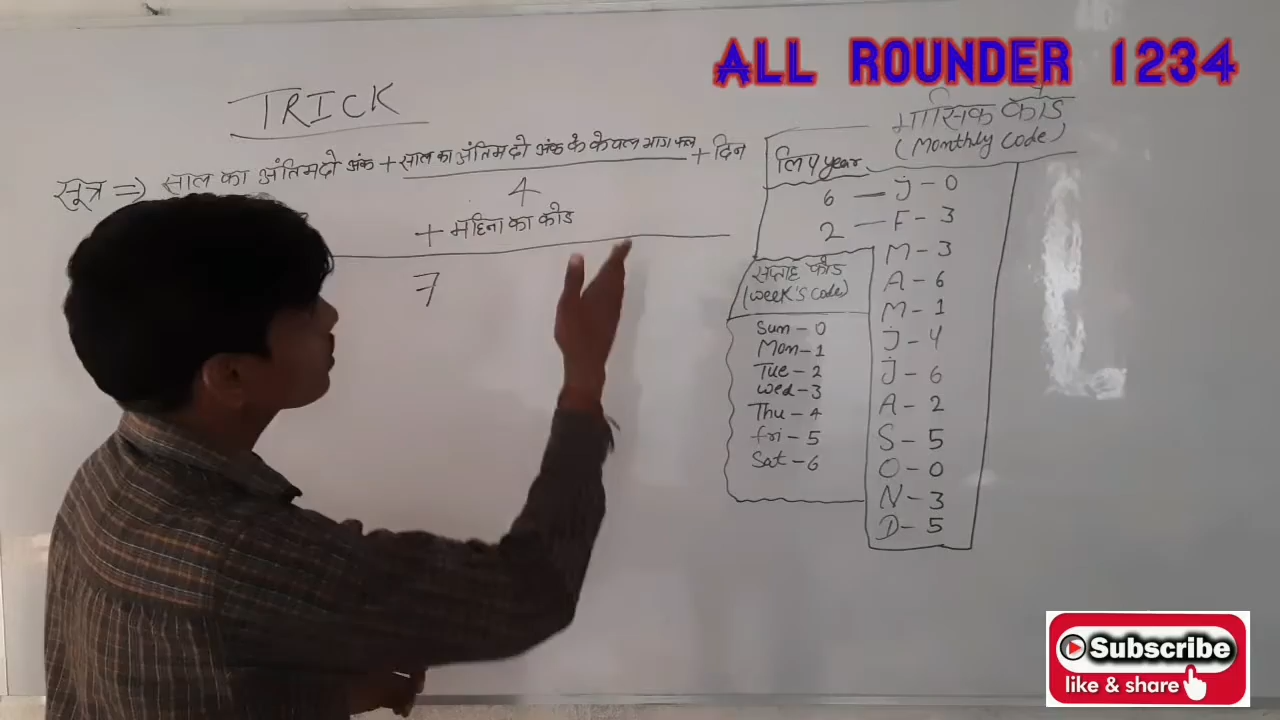 ALL ROUNDER 1234
TRICK
सूत्र => साल का अंतिम दो अंक + साल का अंतिम दो अंक के केवल भागफल + दिन
4
+ महिना का कोड
7
मासिक कोड
(Monthly code)
लिप year
6 — J - 0
2 — F - 3
M - 3
A - 6
M - 1
J - 4
J - 6
A - 2
S - 5
O - 0
N - 3
D - 5
सप्ताह कोड
(Week's code)
Sun - 0
Mon - 1
Tue - 2
Wed - 3
Thu - 4
Fri - 5
Sat - 6
Subscribe
like & share